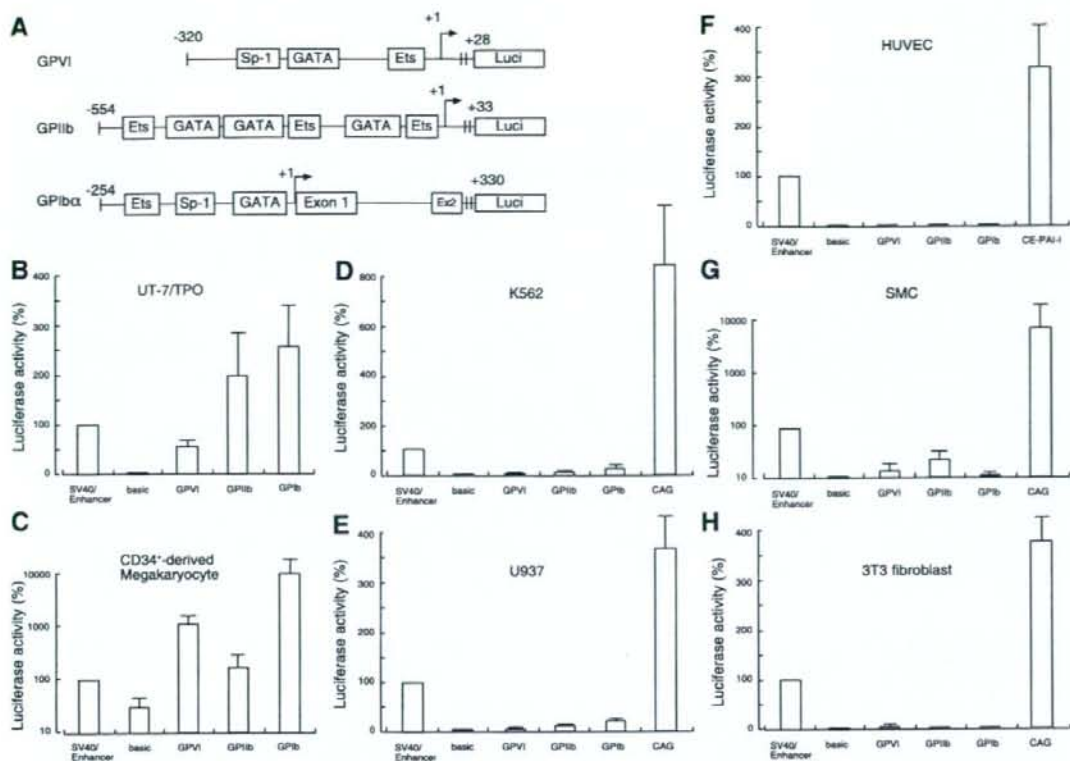 A
GPVI
-320
Sp-1 GATA Ets
+1
+28
Luci
GPIIb
-554
Ets GATA GATA Ets GATA Ets
+1
+33
Luci
GPIbα
-254
Ets Sp-1 GATA
+1
Exon 1 Ex2
+330
Luci
B
UT-7/TPO
Luciferase activity (%)
400
300
200
100
0
SV40/ basic GPVI GPIIb GPIb
Enhancer
C
CD34+-derived
Megakaryocyte
Luciferase activity (%)
10000
1000
100
10
SV40/ basic GPVI GPIIb GPIb
Enhancer
D
K562
Luciferase activity (%)
800
600
400
200
0
SV40/ basic GPVI GPIIb GPIb CAG
Enhancer
E
U937
Luciferase activity (%)
400
300
200
100
0
SV40/ basic GPVI GPIIb GPIb CAG
Enhancer
F
HUVEC
Luciferase activity (%)
400
300
200
100
0
SV40/ basic GPVI GPIIb GPIb CE-PAI-I
Enhancer
G
SMC
Luciferase activity (%)
10000
1000
100
10
SV40/ basic GPVI GPIIb GPIb CAG
Enhancer
H
3T3 fibroblast
Luciferase activity (%)
400
300
200
100
0
SV40/ basic GPVI GPIIb GPIb CAG
Enhancer